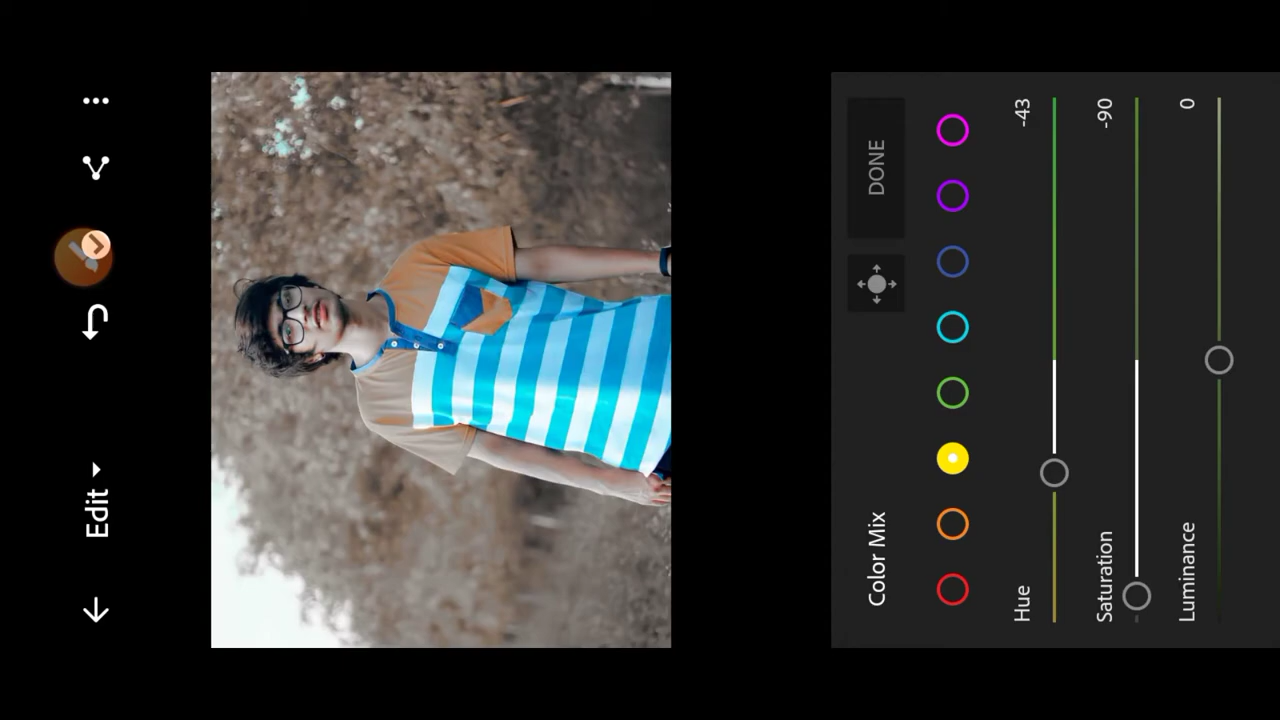 Edit
Color Mix
DONE
Hue
-43
Saturation
-90
Luminance
0